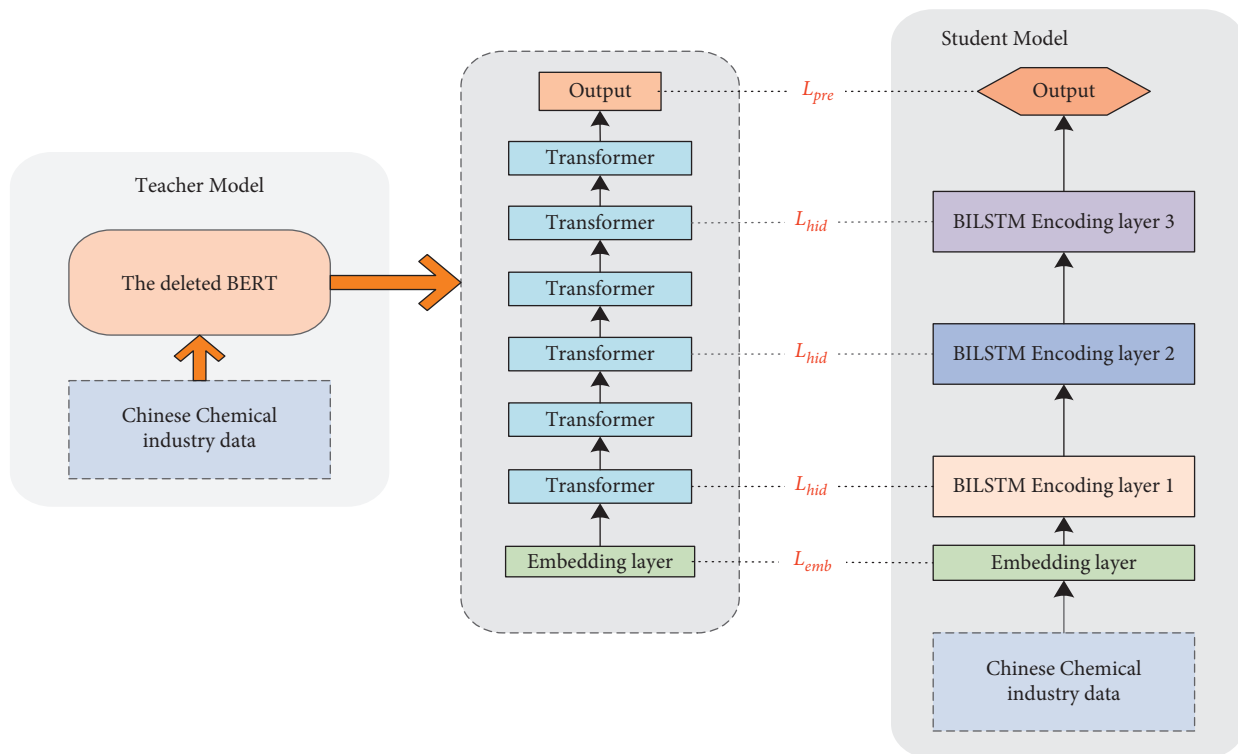 Teacher Model
The deleted BERT
Chinese Chemical
industry data
Output
Transformer
Transformer
Transformer
Transformer
Transformer
Transformer
Embedding layer
L_pre
L_hid
L_hid
L_hid
L_emb
Student Model
Output
BILSTM Encoding layer 3
BILSTM Encoding layer 2
BILSTM Encoding layer 1
Embedding layer
Chinese Chemical
industry data